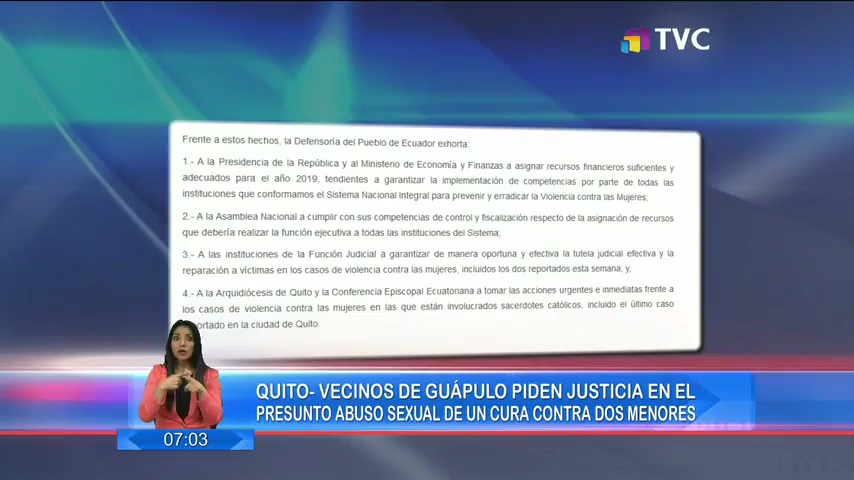 TVC
Frente a estos hechos, la Defensoría del Pueblo de Ecuador exhorta:
1.- A la Presidencia de la República y al Ministerio de Economía y Finanzas a asignar recursos financieros suficientes y
adecuados para el año 2019, tendientes a garantizar la implementación de competencias por parte de todas las
instituciones que conformamos el Sistema Nacional Integral para prevenir y erradicar la Violencia contra las Mujeres;
2.- A la Asamblea Nacional a cumplir con sus competencias de control y fiscalización respecto de la asignación de recursos
que debería realizar la función ejecutiva a todas las instituciones del Sistema;
3.- A las instituciones de la Función Judicial a garantizar de manera oportuna y efectiva la tutela judicial efectiva y la
reparación a víctimas en los casos de violencia contra las mujeres, incluidos los dos reportados esta semana; y,
4.- A la Arquidiócesis de Quito y la Conferencia Episcopal Ecuatoriana a tomar las acciones urgentes e inmediatas frente a
los casos de violencia contra las mujeres en las que están involucrados sacerdotes católicos, incluido el último caso
portado en la ciudad de Quito.
QUITO- VECINOS DE GUÁPULO PIDEN JUSTICIA EN EL
PRESUNTO ABUSO SEXUAL DE UN CURA CONTRA DOS MENORES
07:03